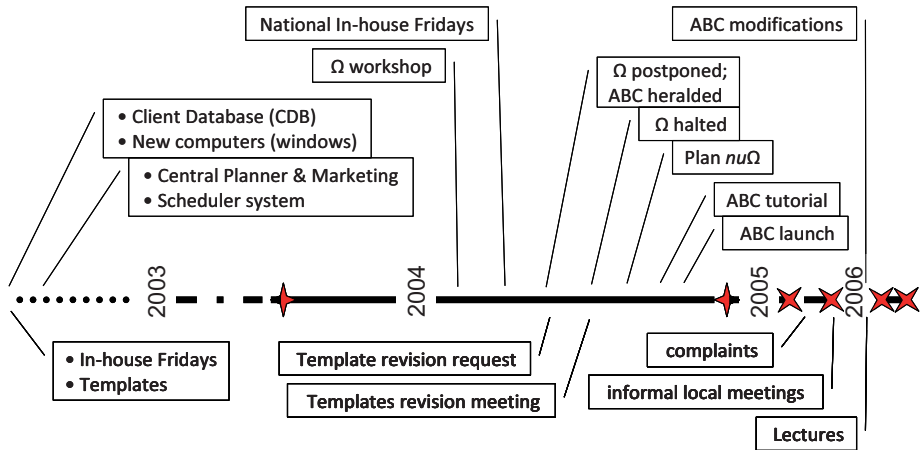 National In-house Fridays
ABC modifications
Ω workshop
Ω postponed;
ABC heralded
• Client Database (CDB)
• New computers (windows)
Ω halted
Plan nuΩ
• Central Planner & Marketing
• Scheduler system
ABC tutorial
ABC launch
2003
2004
2005
2006
• In-house Fridays
• Templates
Template revision request
Templates revision meeting
complaints
informal local meetings
Lectures